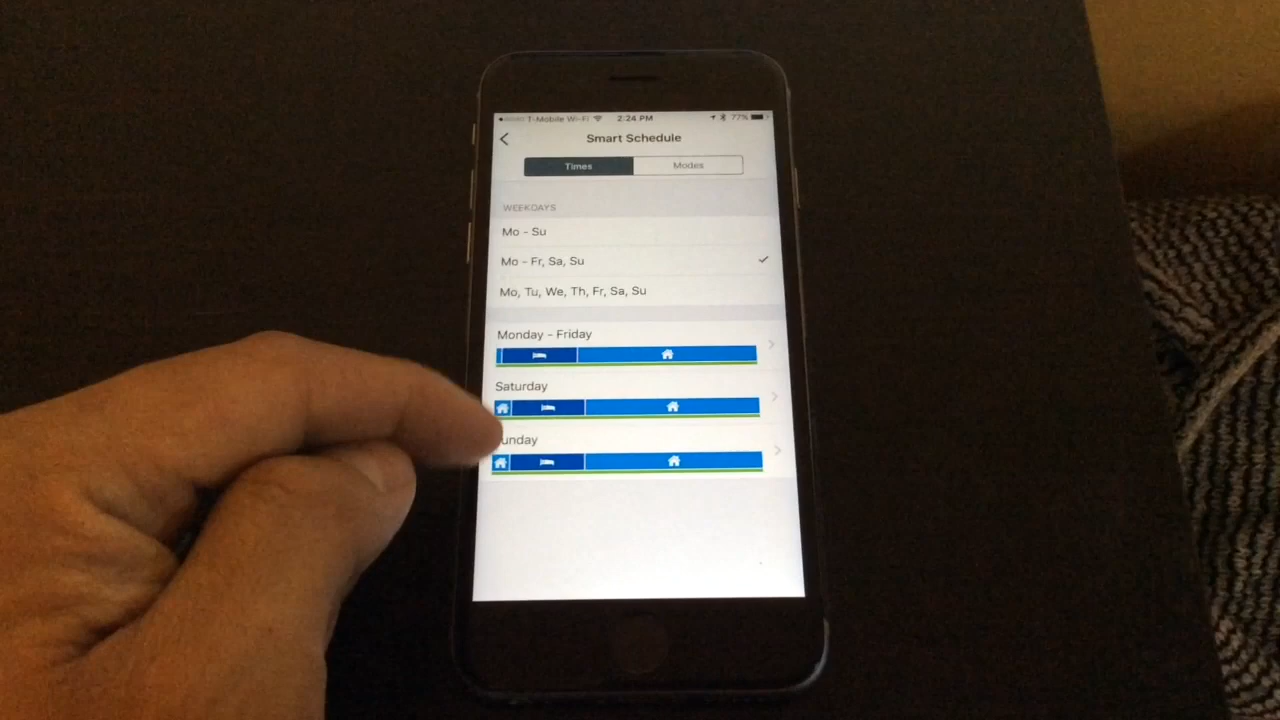 T-Mobile Wi-Fi 2:24 PM 77%
Smart Schedule
Times Modes
WEEKDAYS
Mo - Su
Mo - Fr, Sa, Su
Mo, Tu, We, Th, Fr, Sa, Su
Monday - Friday
Saturday
unday